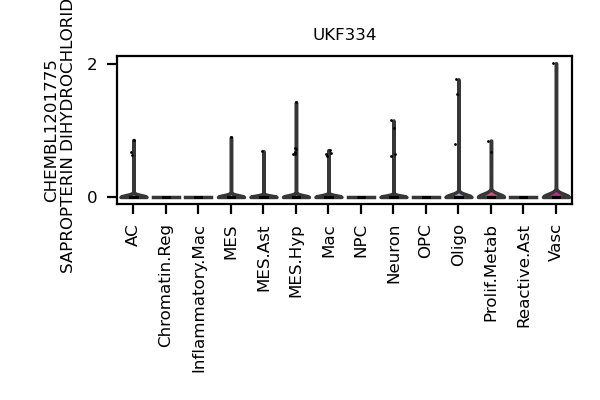 UKF334
CHEMBL1201775
SAPROPTERIN DIHYDROCHLORID
2
0
AC
Chromatin.Reg
Inflammatory.Mac
MES
MES.Ast
MES.Hyp
Mac
NPC
Neuron
OPC
Oligo
Prolif.Metab
Reactive.Ast
Vasc